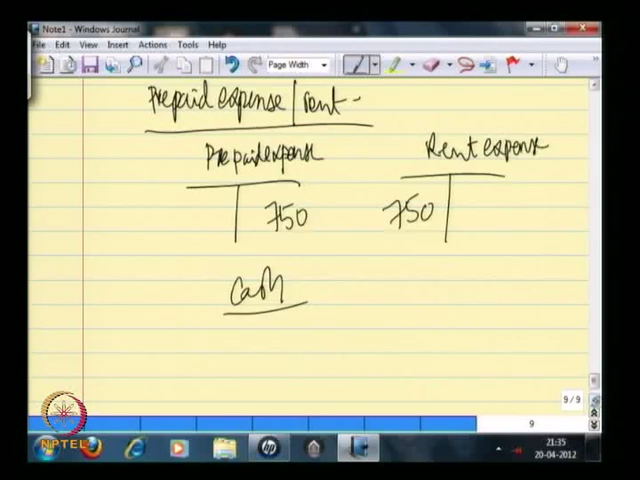 Note1 - Windows Journal
File Edit View Insert Actions Tools Help
Page Width
Prepaid expense | rent -
Prepaid expense Rent expense
750 750
Cash
9/9
9
NPTEL
21:35
20-04-2012